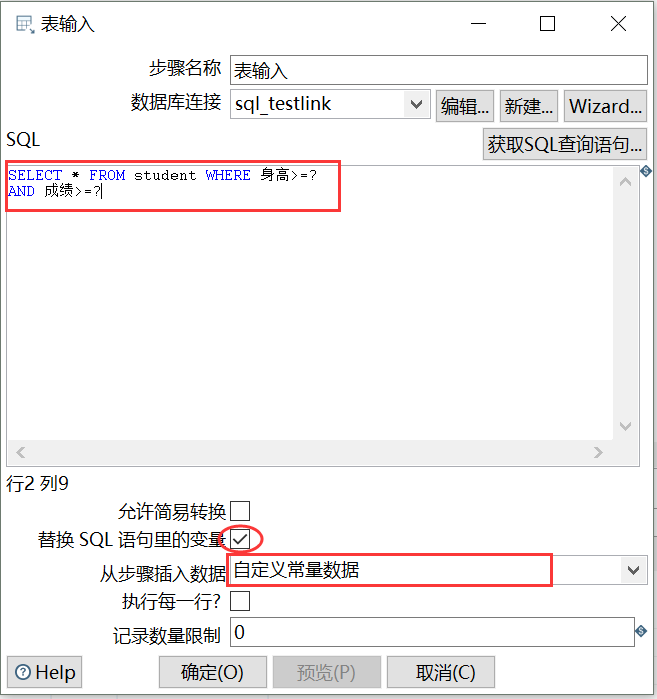 表输入
步骤名称 表输入
数据库连接 sql_testlink 编辑... 新建... Wizard...
SQL 获取SQL查询语句...
SELECT * FROM student WHERE 身高>=?
AND 成绩>=?
行2 列9
允许简易转换
替换 SQL 语句里的变量
从步骤插入数据 自定义常量数据
执行每一行?
记录数量限制 0
Help 确定(O) 预览(P) 取消(C)